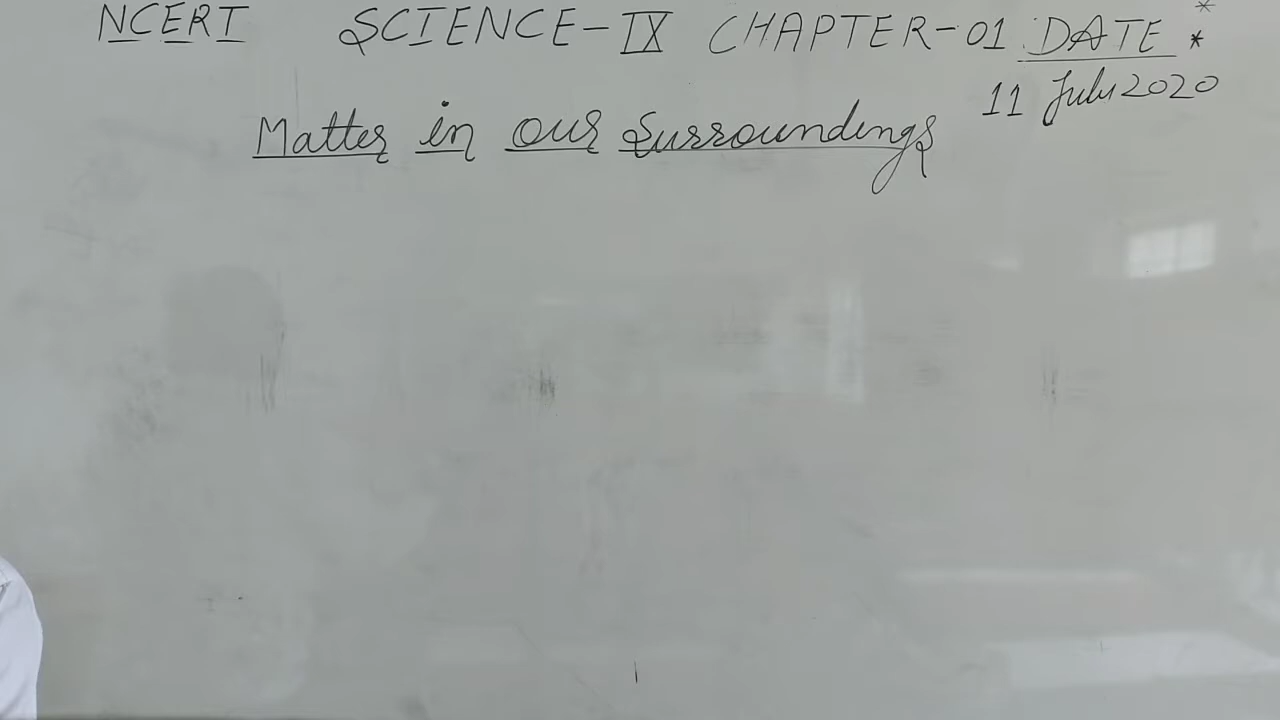 NCERT SCIENCE-IX CHAPTER-01 DATE
11 July 2020
Matter in our Surroundings